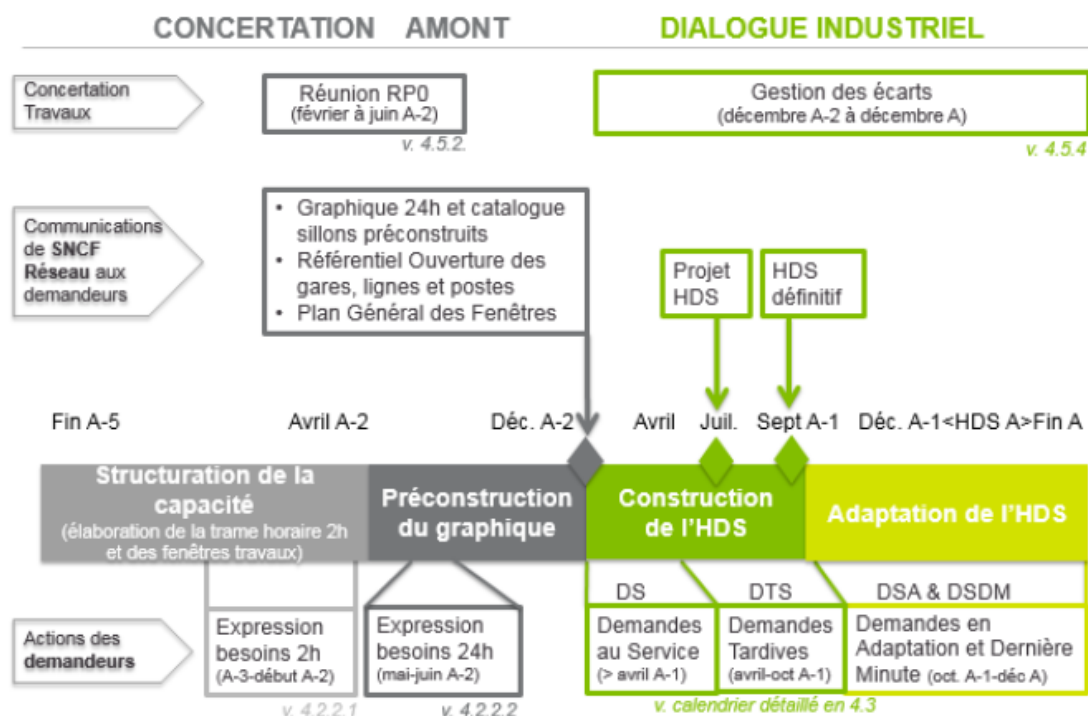 CONCERTATION AMONT
DIALOGUE INDUSTRIEL
Concertation
Travaux
Réunion RP0
(février à juin A-2)
v. 4.5.2.
Gestion des écarts
(décembre A-2 à décembre A)
v. 4.5.4
Communications
de SNCF
Réseau aux
demandeurs
• Graphique 24h et catalogue
sillons préconstruits
• Référentiel Ouverture des
gares, lignes et postes
• Plan Général des Fenêtres
Projet
HDS
HDS
définitif
Fin A-5
Avril A-2
Déc. A-2
Avril
Juil.
Sept A-1
Déc. A-1<HDS A>Fin A
Structuration de la
capacité
(élaboration de la trame horaire 2h
et des fenêtres travaux)
Préconstruction
du graphique
Construction
de l'HDS
Adaptation de l'HDS
Actions des
demandeurs
Expression
besoins 2h
(A-3-début A-2)
v. 4.2.2.1
Expression
besoins 24h
(mai-juin A-2)
v. 4.2.2.2
DS
Demandes
au Service
(> avril A-1)
DTS
Demandes
Tardives
(avril-oct A-1)
DSA & DSDM
Demandes en
Adaptation et Dernière
Minute (oct. A-1-déc A)
v. calendrier détaillé en 4.3